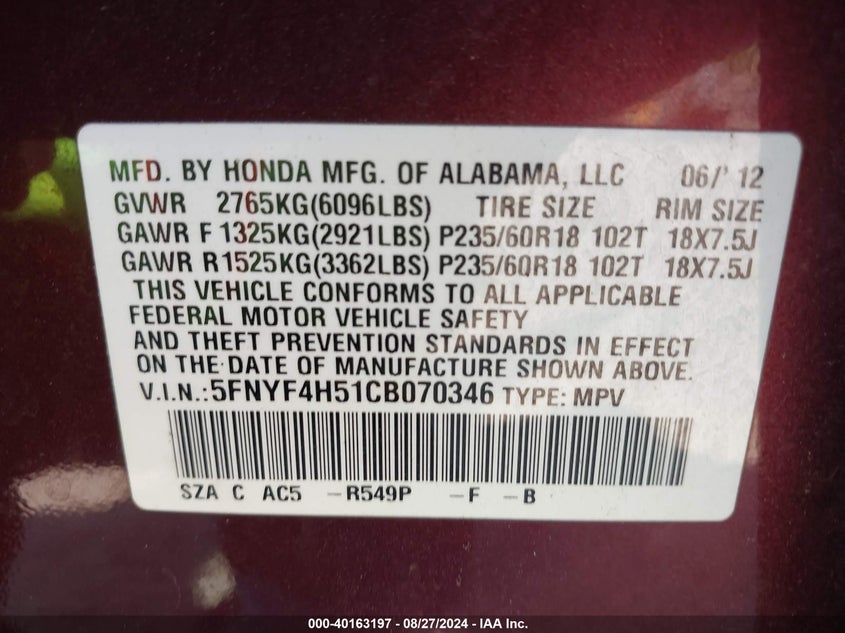 MFD. BY HONDA MFG. OF ALABAMA, LLC 06/'12
GVWR 2765KG(6096LBS) TIRE SIZE RIM SIZE
GAWR F 1325KG(2921LBS) P235/60R18 102T 18X7.5J
GAWR R1525KG(3362LBS) P235/60R18 102T 18X7.5J
THIS VEHICLE CONFORMS TO ALL APPLICABLE
FEDERAL MOTOR VEHICLE SAFETY
AND THEFT PREVENTION STANDARDS IN EFFECT
ON THE DATE OF MANUFACTURE SHOWN ABOVE.
V.I.N.:5FNYF4H51CB070346 TYPE: MPV
SZA C AC5 -R549P -F -B
000-40163197 - 08/27/2024 - IAA Inc.